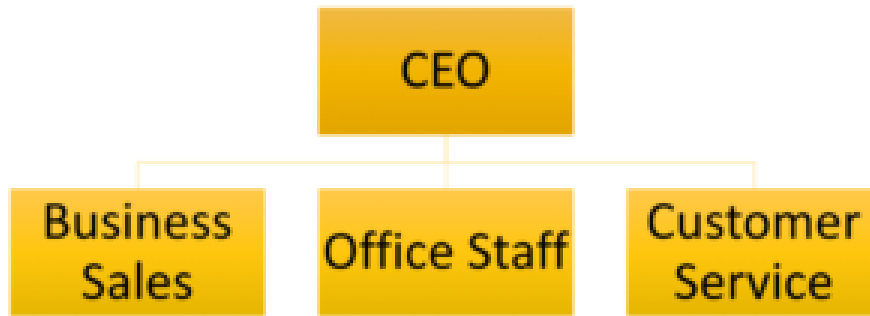 CEO
Business
Sales
Office Staff
Customer
Service